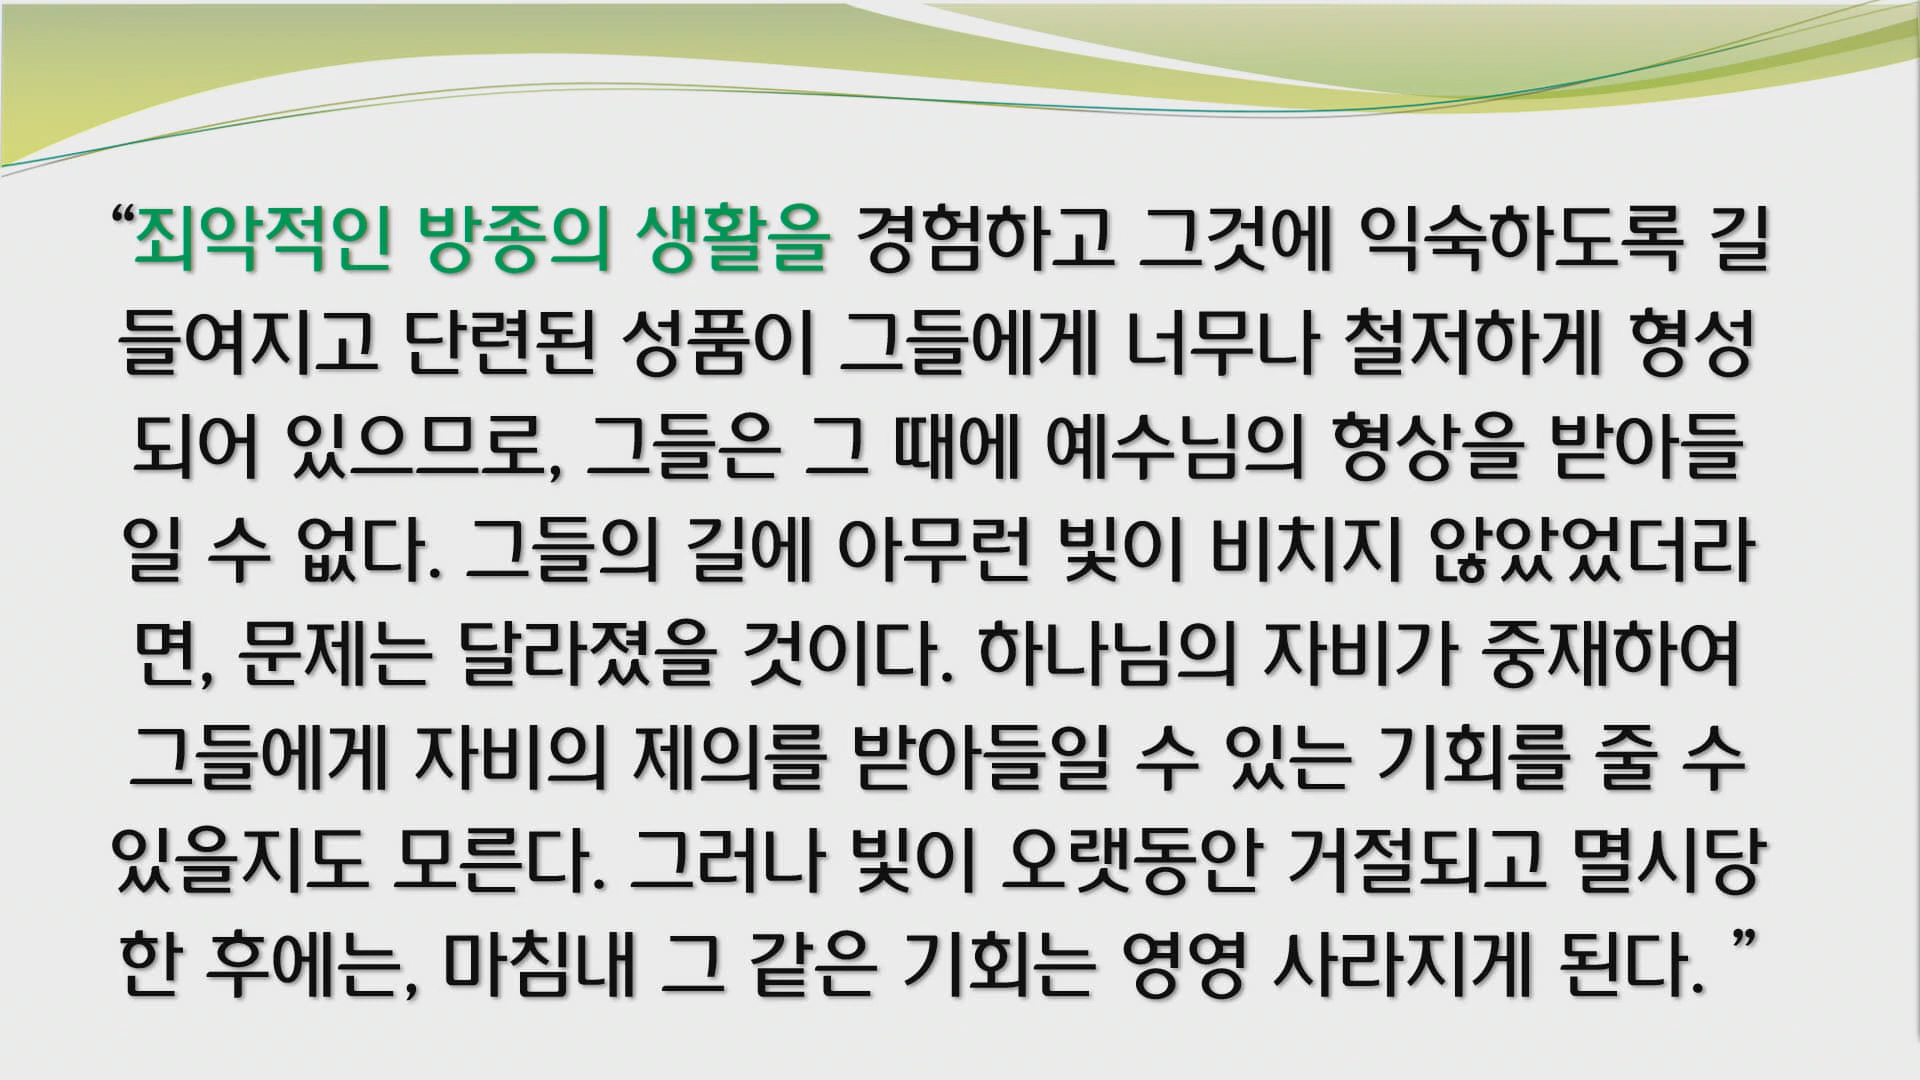 “죄악적인 방종의 생활을 경험하고 그것에 익숙하도록 길
들여지고 단련된 성품이 그들에게 너무나 철저하게 형성
되어 있으므로, 그들은 그 때에 예수님의 형상을 받아들
일 수 없다. 그들의 길에 아무런 빛이 비치지 않았었더라
면, 문제는 달라졌을 것이다. 하나님의 자비가 중재하여
그들에게 자비의 제의를 받아들일 수 있는 기회를 줄 수
있을지도 모른다. 그러나 빛이 오랫동안 거절되고 멸시당
한 후에는, 마침내 그 같은 기회는 영영 사라지게 된다. ”